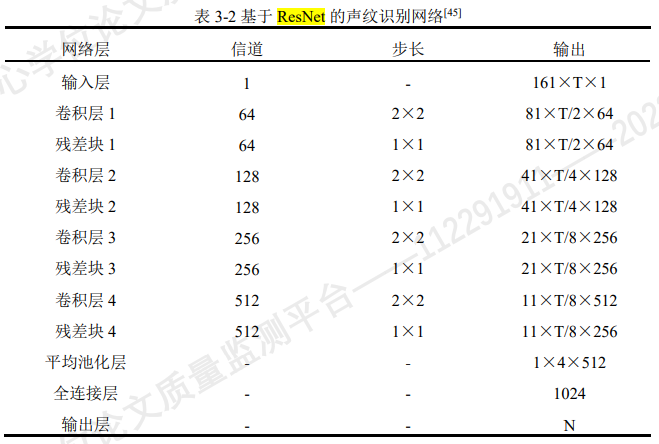 表 3-2 基于 ResNet 的声纹识别网络[45]
网络层 信道 步长 输出
输入层 1 - 161×T×1
卷积层 1 64 2×2 81×T/2×64
残差块 1 64 1×1 81×T/2×64
卷积层 2 128 2×2 41×T/4×128
残差块 2 128 1×1 41×T/4×128
卷积层 3 256 2×2 21×T/8×256
残差块 3 256 1×1 21×T/8×256
卷积层 4 512 2×2 11×T/8×512
残差块 4 512 1×1 11×T/8×256
平均池化层 - - 1×4×512
全连接层 - - 1024
输出层 - - N
心学位论文质
位论文质量监测平台——112291911——202